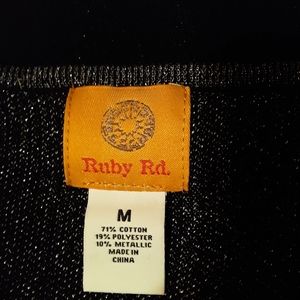 Ruby Rd.
M
71% COTTON
19% POLYESTER
10% METALLIC
MADE IN
CHINA